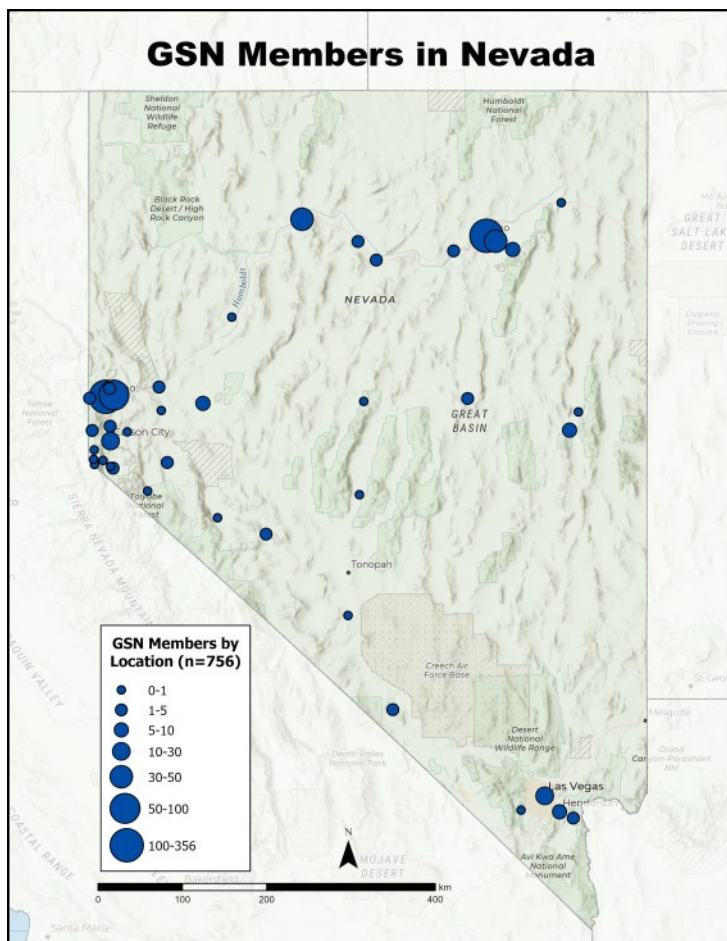 GSN Members in Nevada
Sheldon
National
Wildlife
Refuge
Humboldt
National
Forest
Black Rock
Desert / High
Rock Canyon
GREAT
SALT LAKE
DESERT
Humboldt
NEVADA
Dugway
Proving
Ground
Tahoe
National
Forest
GREAT
BASIN
Carson City
Toiyabe
National
Forest
SIERRA NEVADA MOUNTAINS
Tonopah
Creech Air
Force Base
GSN Members by
Location (n=756)
0-1
1-5
5-10
10-30
30-50
50-100
100-356
Desert
National
Wildlife Range
Mesquite
St. George
Grand
Canyon-Parashant
NM
Death Valley
National Park
Las Vegas
Henderson
Avi Kwa Ame
National
Monument
N
MOJAVE
DESERT
COASTAL RANGE
Bakersfield
0
100
200
400
km
Santa Maria